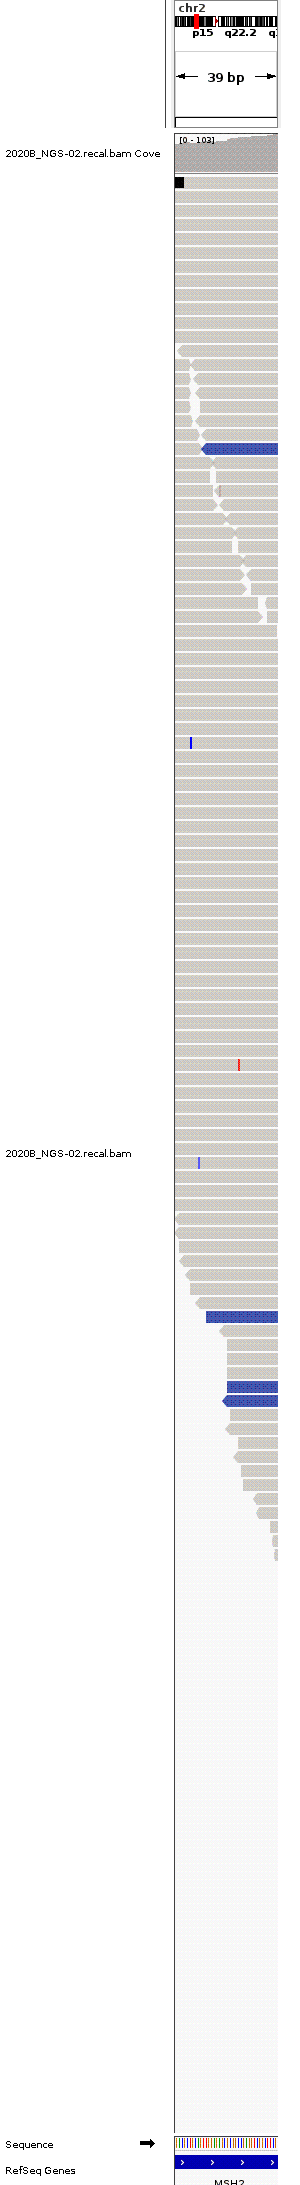 chr2
p15 q22.2 q
39 bp
[0 - 103]
2020B_NGS-02.recal.bam Cove
2020B_NGS-02.recal.bam
Sequence
RefSeq Genes
MSH2